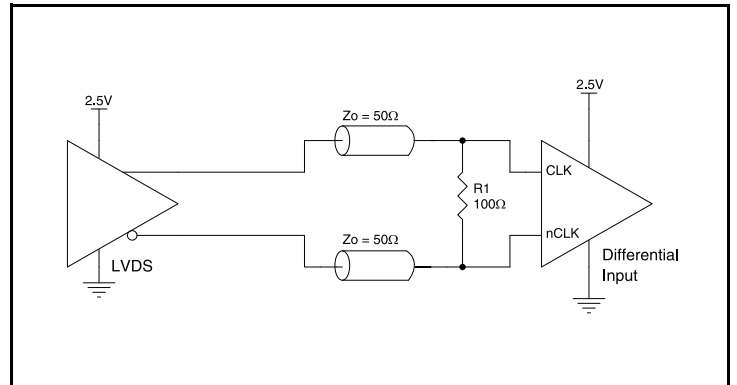 2.5V
2.5V
Zo = 50Ω
CLK
R1
100Ω
nCLK
Zo = 50Ω
LVDS
Differential
Input